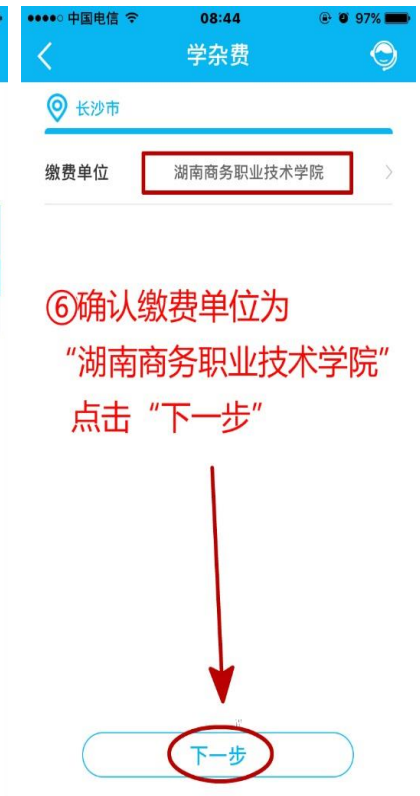 中国电信 08:44 97%
学杂费
长沙市
缴费单位 湖南商务职业技术学院
⑥确认缴费单位为
“湖南商务职业技术学院”
点击“下一步”
下一步